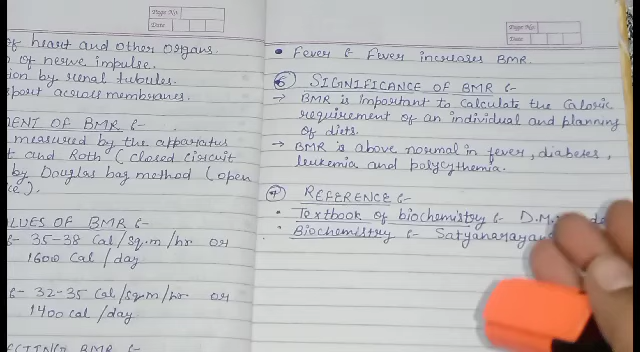 Page No:
Date
of heart and other organs.
of nerve impulse.
tion by renal tubules.
sport across membranes.
MENT OF BMR :-
measured by the apparatus
t and Roth (closed circuit
by Douglas bag method (open
ce).
ALUES OF BMR :-
:- 35-38 Cal/sq.m/hr or
1600 Cal/day
:- 32-35 Cal/sq.m/hr or
1400 Cal/day
ECTING BMR :-
Page No:
Date
• Fever :- Fever increases BMR.
⑥ SIGNIFICANCE OF BMR :-
→ BMR is important to calculate the caloric
requirement of an individual and planning
of diets.
→ BMR is above normal in fever, diabetes,
leukemia and polycythemia.
⑦ REFERENCE :-
• Textbook of biochemistry :- D.M.
• Biochemistry :- Satyanarayan